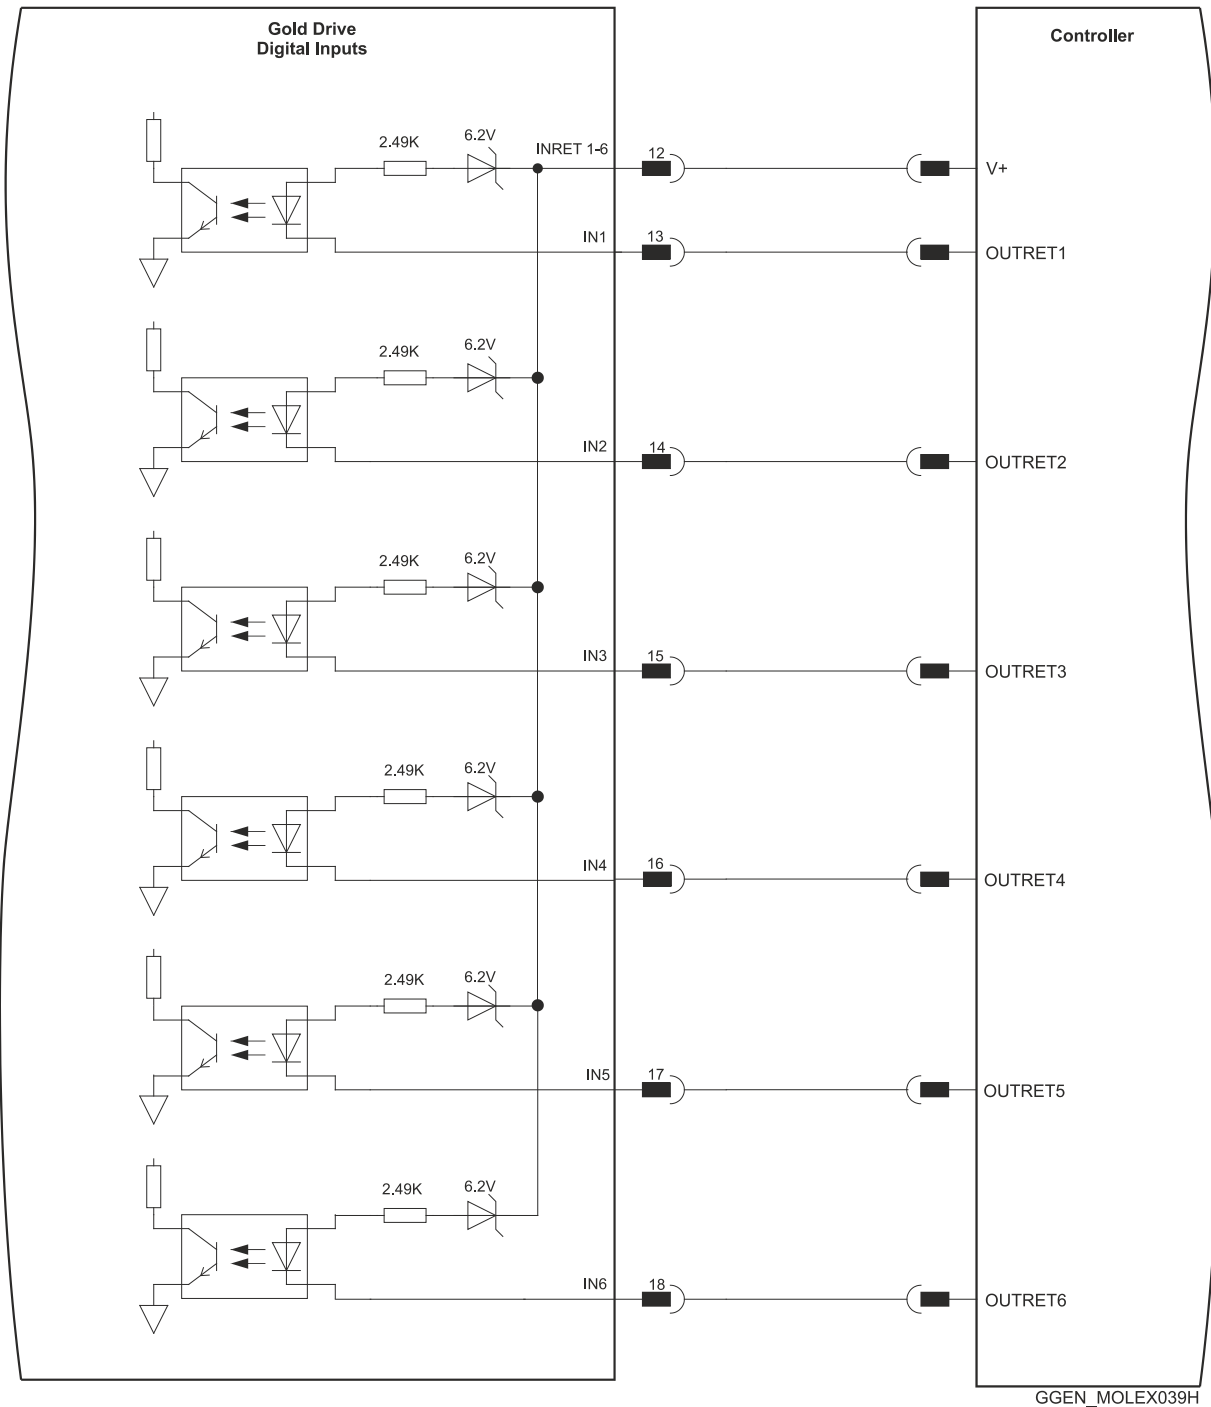 Gold Drive
Digital Inputs
Controller
2.49K
6.2V
INRET 1-6
12
V+
IN1
13
OUTRET1
2.49K
6.2V
IN2
14
OUTRET2
2.49K
6.2V
IN3
15
OUTRET3
2.49K
6.2V
IN4
16
OUTRET4
2.49K
6.2V
IN5
17
OUTRET5
2.49K
6.2V
IN6
18
OUTRET6
GGEN_MOLEX039H